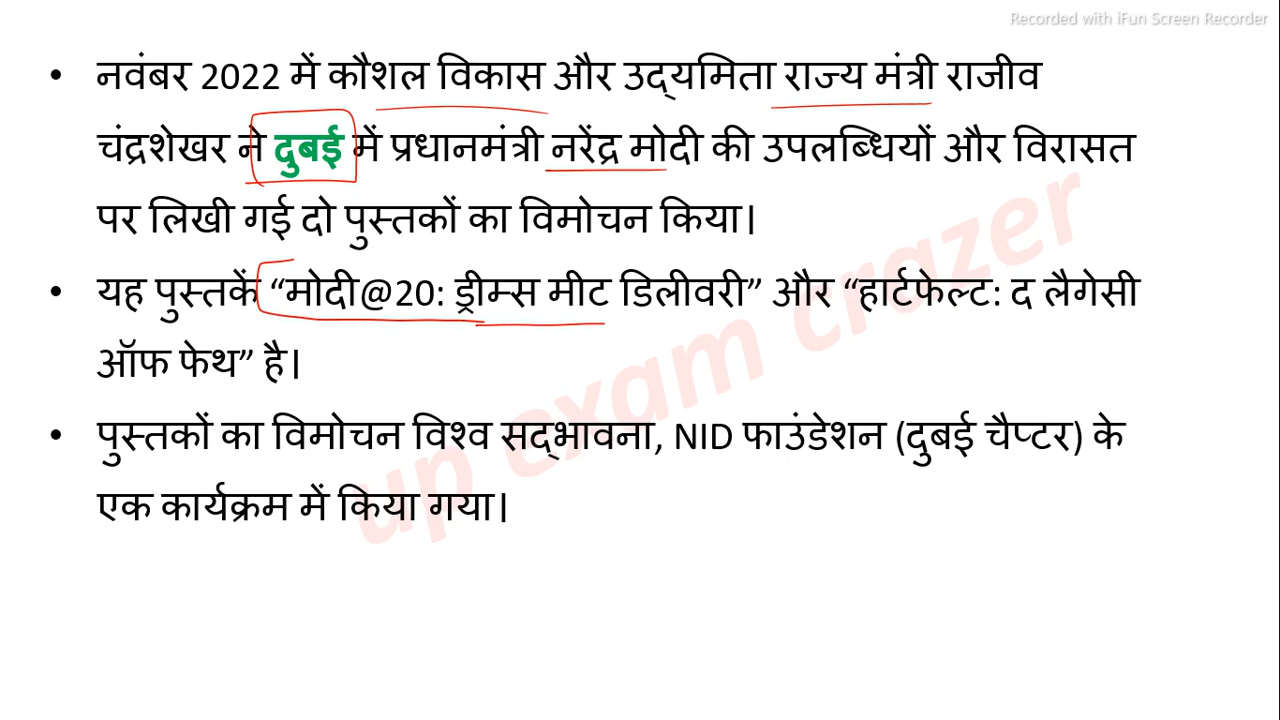 Recorded with iFun Screen Recorder
• नवंबर 2022 में कौशल विकास और उद्यमिता राज्य मंत्री राजीव
चंद्रशेखर ने दुबई में प्रधानमंत्री नरेंद्र मोदी की उपलब्धियों और विरासत
पर लिखी गई दो पुस्तकों का विमोचन किया।
• यह पुस्तकें “मोदी@20: ड्रीम्स मीट डिलीवरी” और “हार्टफेल्ट: द लैगेसी
ऑफ फेथ” है।
• पुस्तकों का विमोचन विश्व सद्भावना, NID फाउंडेशन (दुबई चैप्टर) के
एक कार्यक्रम में किया गया।
up exam crazer